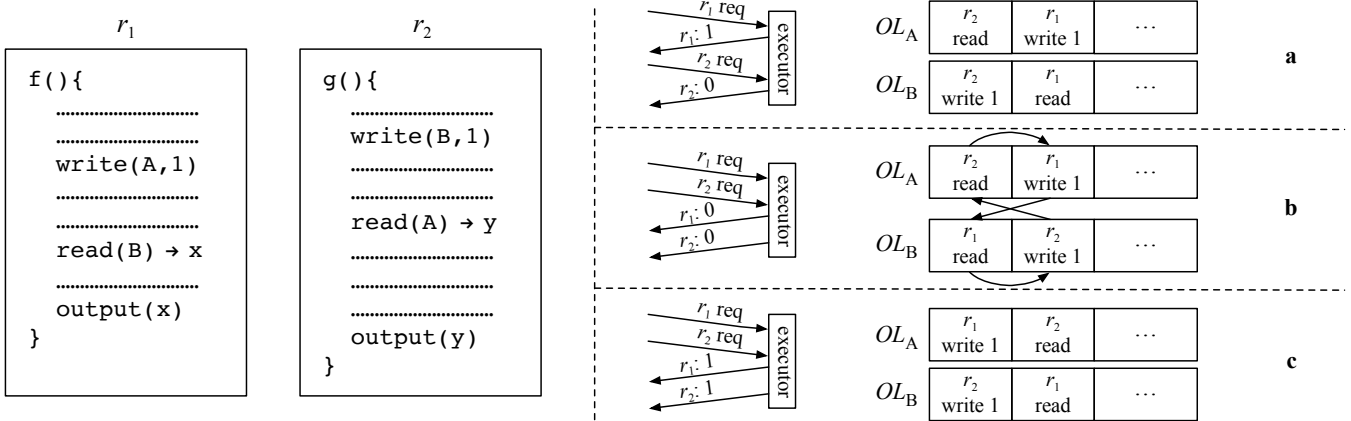 r1
f(){
write(A,1)
read(B) → x
output(x)
}
r2
g(){
write(B,1)
read(A) → y
output(y)
}
r1 req
r1: 1
r2 req
r2: 0
executor
OLA
r2 read
r1 write 1
...
OLB
r2 write 1
r1 read
...
a
r1 req
r2 req
r1: 0
r2: 0
executor
OLA
r2 read
r1 write 1
...
OLB
r1 read
r2 write 1
...
b
r1 req
r2 req
r1: 1
r2: 1
executor
OLA
r1 write 1
r2 read
...
OLB
r2 write 1
r1 read
...
c